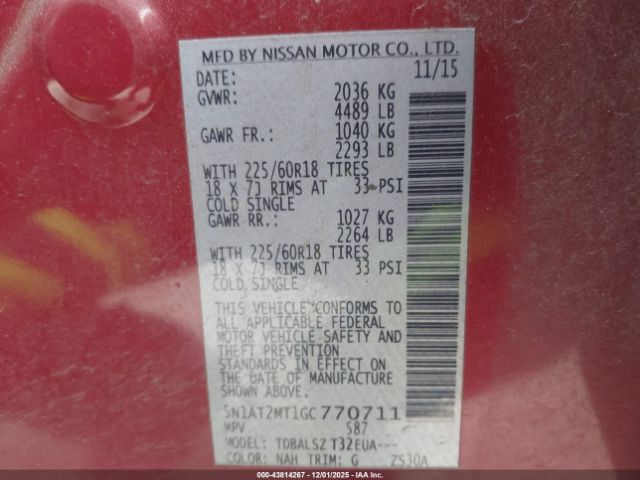 MFD BY NISSAN MOTOR CO., LTD.
DATE: 11/15
GVWR: 2036 KG
4489 LB
GAWR FR.: 1040 KG
2293 LB
WITH 225/60R18 TIRES
18 X 7J RIMS AT 33 PSI
COLD SINGLE
GAWR RR.: 1027 KG
2264 LB
WITH 225/60R18 TIRES
18 X 7J RIMS AT 33 PSI
COLD SINGLE
THIS VEHICLE CONFORMS TO
ALL APPLICABLE FEDERAL
MOTOR VEHICLE SAFETY AND
THEFT PREVENTION
STANDARDS IN EFFECT ON
THE DATE OF MANUFACTURE
SHOWN ABOVE.
5N1AT2MT1GC770711
MPV 587
MODEL: TDBALSZ T32EUA---
COLOR: NAH TRIM: G ZS30A
00-43814267 - 12/01/2025 - iaai.com